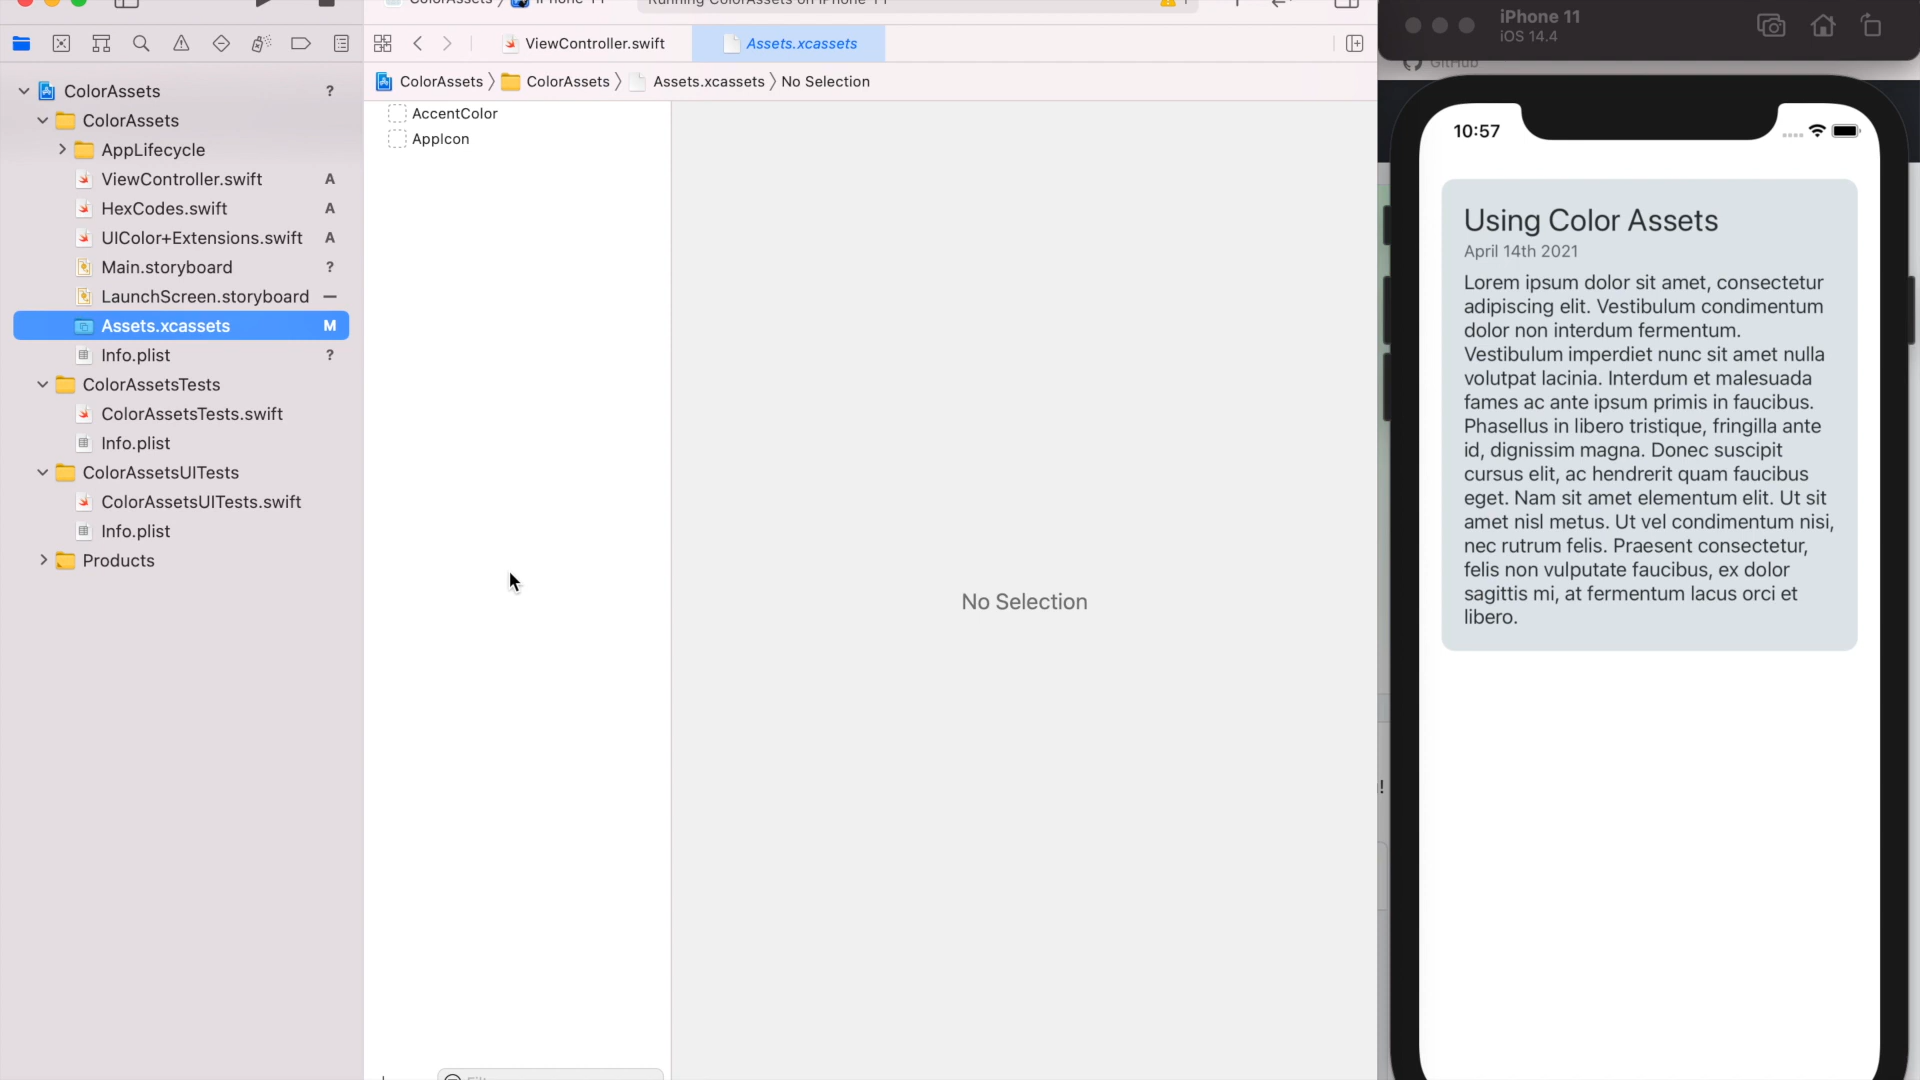 ViewController.swift
Assets.xcassets
ColorAssets 〉 ColorAssets 〉 Assets.xcassets 〉 No Selection
ColorAssets ?
ColorAssets
AppLifecycle
ViewController.swift A
HexCodes.swift A
UIColor+Extensions.swift A
Main.storyboard ?
LaunchScreen.storyboard —
Assets.xcassets M
Info.plist ?
ColorAssetsTests
ColorAssetsTests.swift
Info.plist
ColorAssetsUITests
ColorAssetsUITests.swift
Info.plist
Products
AccentColor
AppIcon
No Selection
iPhone 11
iOS 14.4
GitHub
10:57
Using Color Assets
April 14th 2021
Lorem ipsum dolor sit amet, consectetur
adipiscing elit. Vestibulum condimentum
dolor non interdum fermentum.
Vestibulum imperdiet nunc sit amet nulla
volutpat lacinia. Interdum et malesuada
fames ac ante ipsum primis in faucibus.
Phasellus in libero tristique, fringilla ante
id, dignissim magna. Donec suscipit
cursus elit, ac hendrerit quam faucibus
eget. Nam sit amet elementum elit. Ut sit
amet nisl metus. Ut vel condimentum nisi,
nec rutrum felis. Praesent consectetur,
felis non vulputate faucibus, ex dolor
sagittis mi, at fermentum lacus orci et
libero.
!